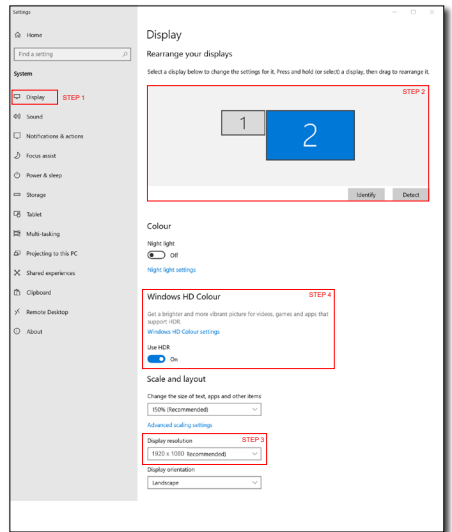 Settings
Home
Find a setting
System
Display STEP 1
Sound
Notifications & actions
Focus assist
Power & sleep
Storage
Tablet
Multi-tasking
Projecting to this PC
Shared experiences
Clipboard
Remote Desktop
About
Display
Rearrange your displays
Select a display below to change the settings for it. Press and hold (or select) a display, then drag to rearrange it.
STEP 2
1
2
Identify Detect
Colour
Night light
Off
Night light settings
Windows HD Colour STEP 4
Get a brighter and more vibrant picture for videos, games and apps that
support HDR.
Windows HD Colour settings
Use HDR
On
Scale and layout
Change the size of text, apps and other items
150% (Recommended)
Advanced scaling settings
Display resolution STEP 3
1920 x 1080 Recommended)
Display orientation
Landscape